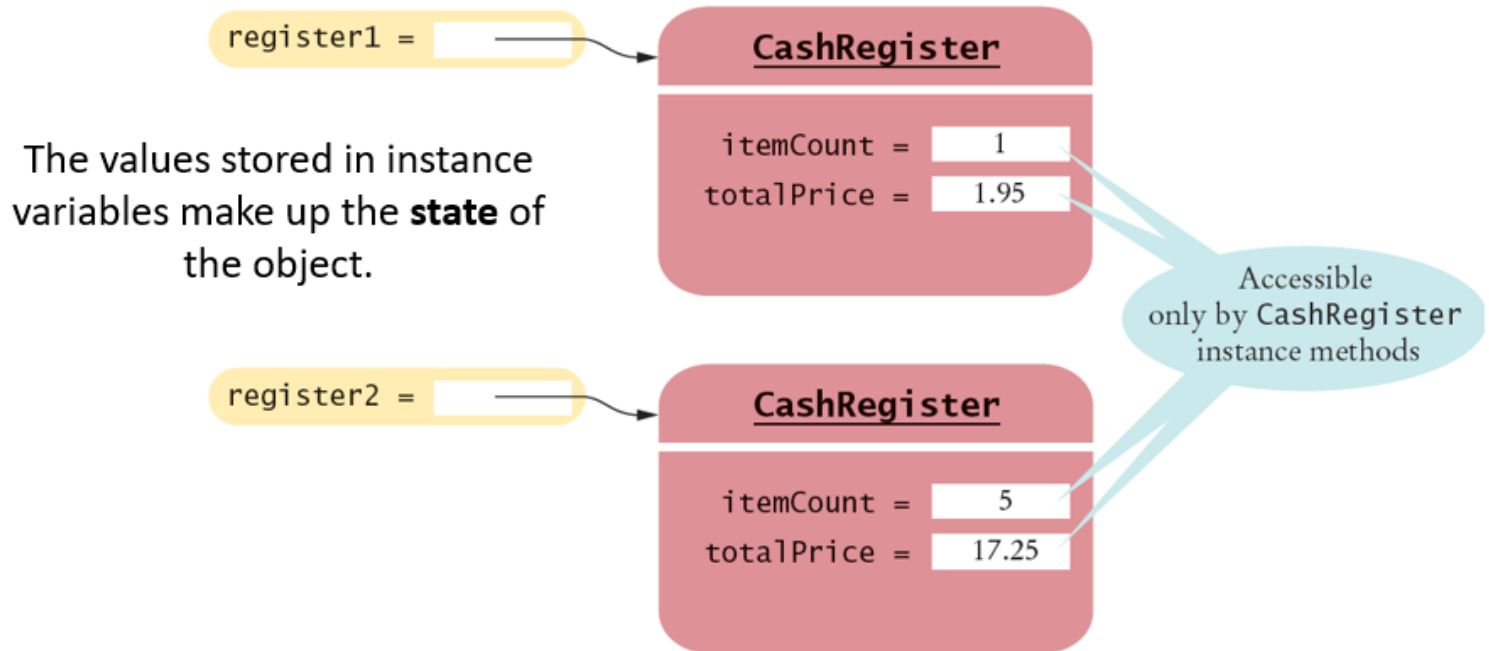 register1 =
CashRegister
itemCount = 1
totalPrice = 1.95
The values stored in instance
variables make up the state of
the object.
Accessible
only by CashRegister
instance methods
register2 =
CashRegister
itemCount = 5
totalPrice = 17.25